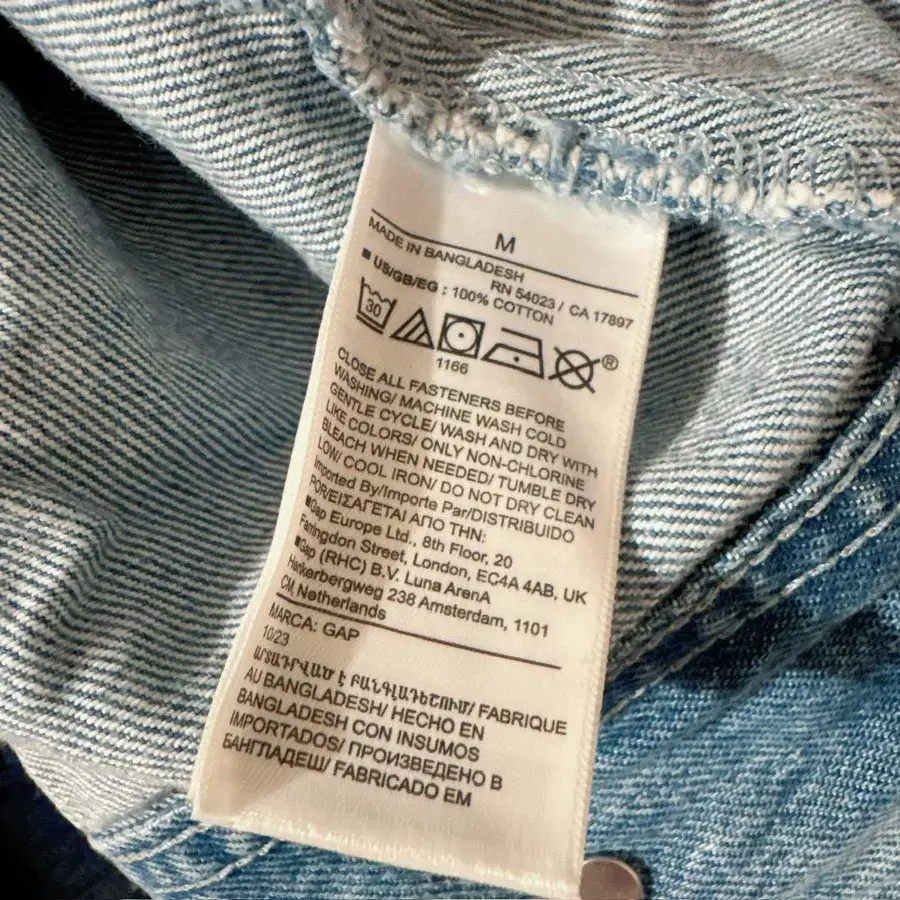 M
MADE IN BANGLADESH
RN 54023 / CA 17897
■ US/GB/EG : 100% COTTON
30
®
1166
CLOSE ALL FASTENERS BEFORE
WASHING/ MACHINE WASH COLD
GENTLE CYCLE/ WASH AND DRY WITH
LIKE COLORS/ ONLY NON-CHLORINE
BLEACH WHEN NEEDED/ TUMBLE DRY
LOW/ COOL IRON/ DO NOT DRY CLEAN
Imported By/Importe Par/DISTRIBUIDO
POR/ΕΙΣΑΓΕΤΑΙ ΑΠΟ ΤΗΝ:
■Gap Europe Ltd., 8th Floor, 20
Farringdon Street, London, EC4A 4AB, UK
■Gap (RHC) B.V. Luna ArenA
Herikerbergweg 238 Amsterdam, 1101
CM, Netherlands
MARCA: GAP
10/23
ԱՐՏԱԴՐՎԱԾ Է ԲԱՆԳԼԱԴԵՇՈՒՄ/ FABRIQUE
AU BANGLADESH/ HECHO EN
BANGLADESH CON INSUMOS
IMPORTADOS/ ПРОИЗВЕДЕНО В
БАНГЛАДЕШ/ FABRICADO EM